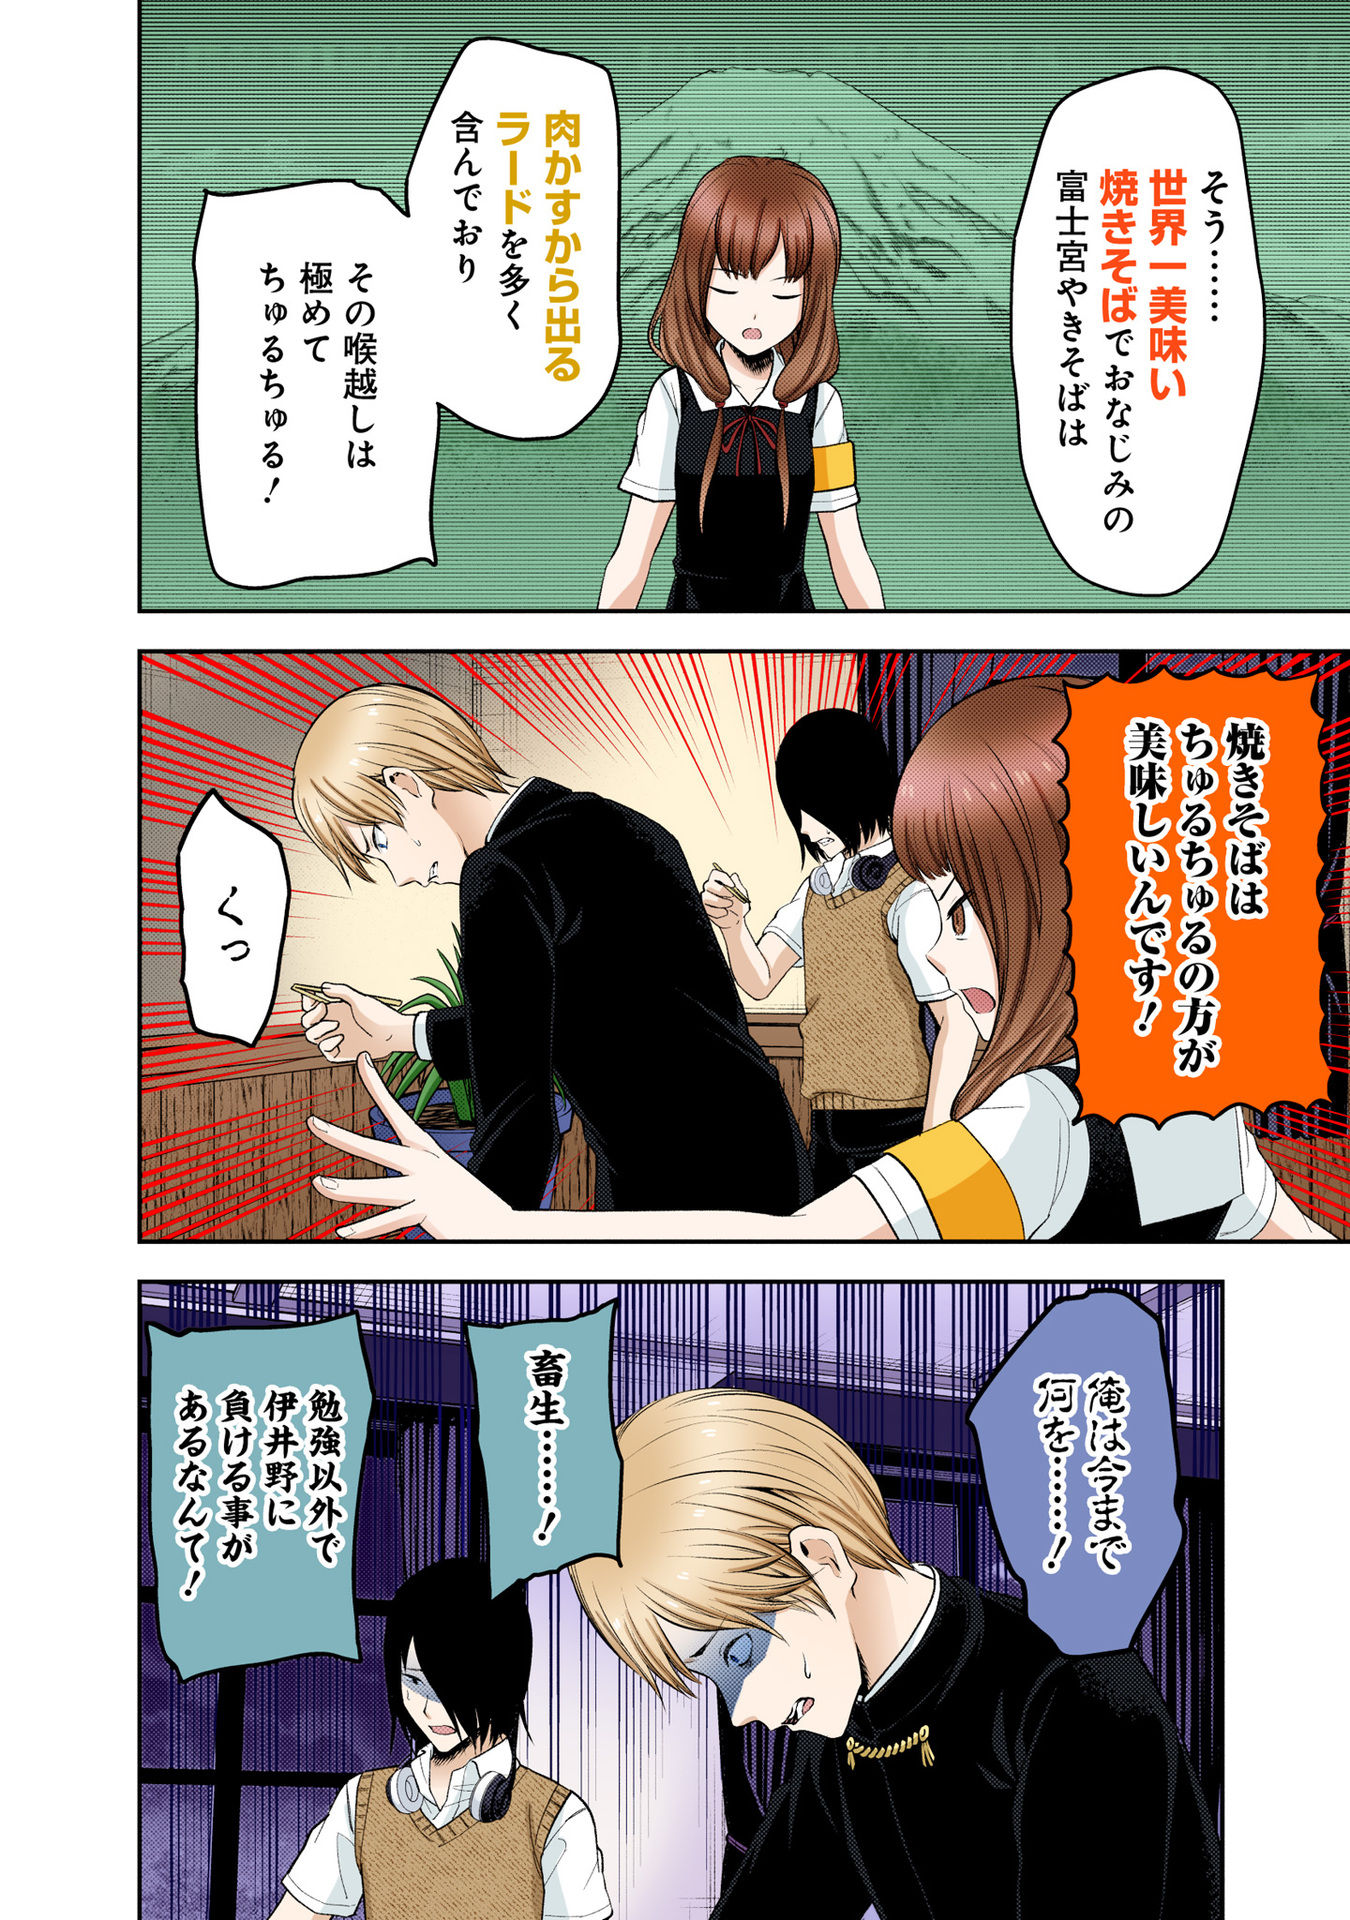 そう……
世界一美味い
焼きそばでおなじみの
富士宮やきそばは
肉かすから出る
ラードを多く
含んでおり
その喉越しは
極めて
ちゅるちゅる！
焼きそばは
ちゅるちゅるの方が
美味しいんです！
くっ
俺は今まで
何を……！
畜生……！
勉強以外で
伊井野に
負ける事が
あるなんて！